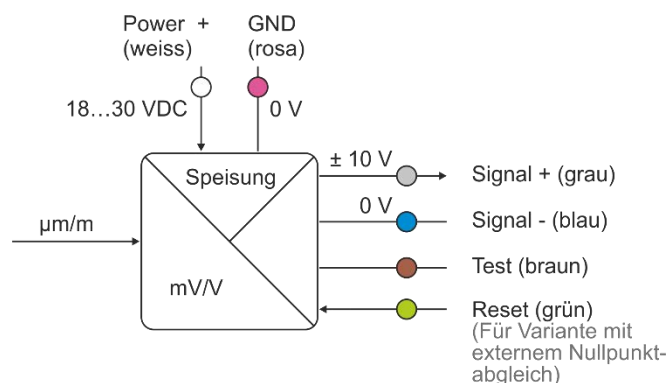 Power +
(weiss)
GND
(rosa)
18...30 VDC
0 V
Speisung
± 10 V
Signal + (grau)
0 V
Signal - (blau)
µm/m
Test (braun)
mV/V
Reset (grün)
(Für Variante mit
externem Nullpunkt-
abgleich)